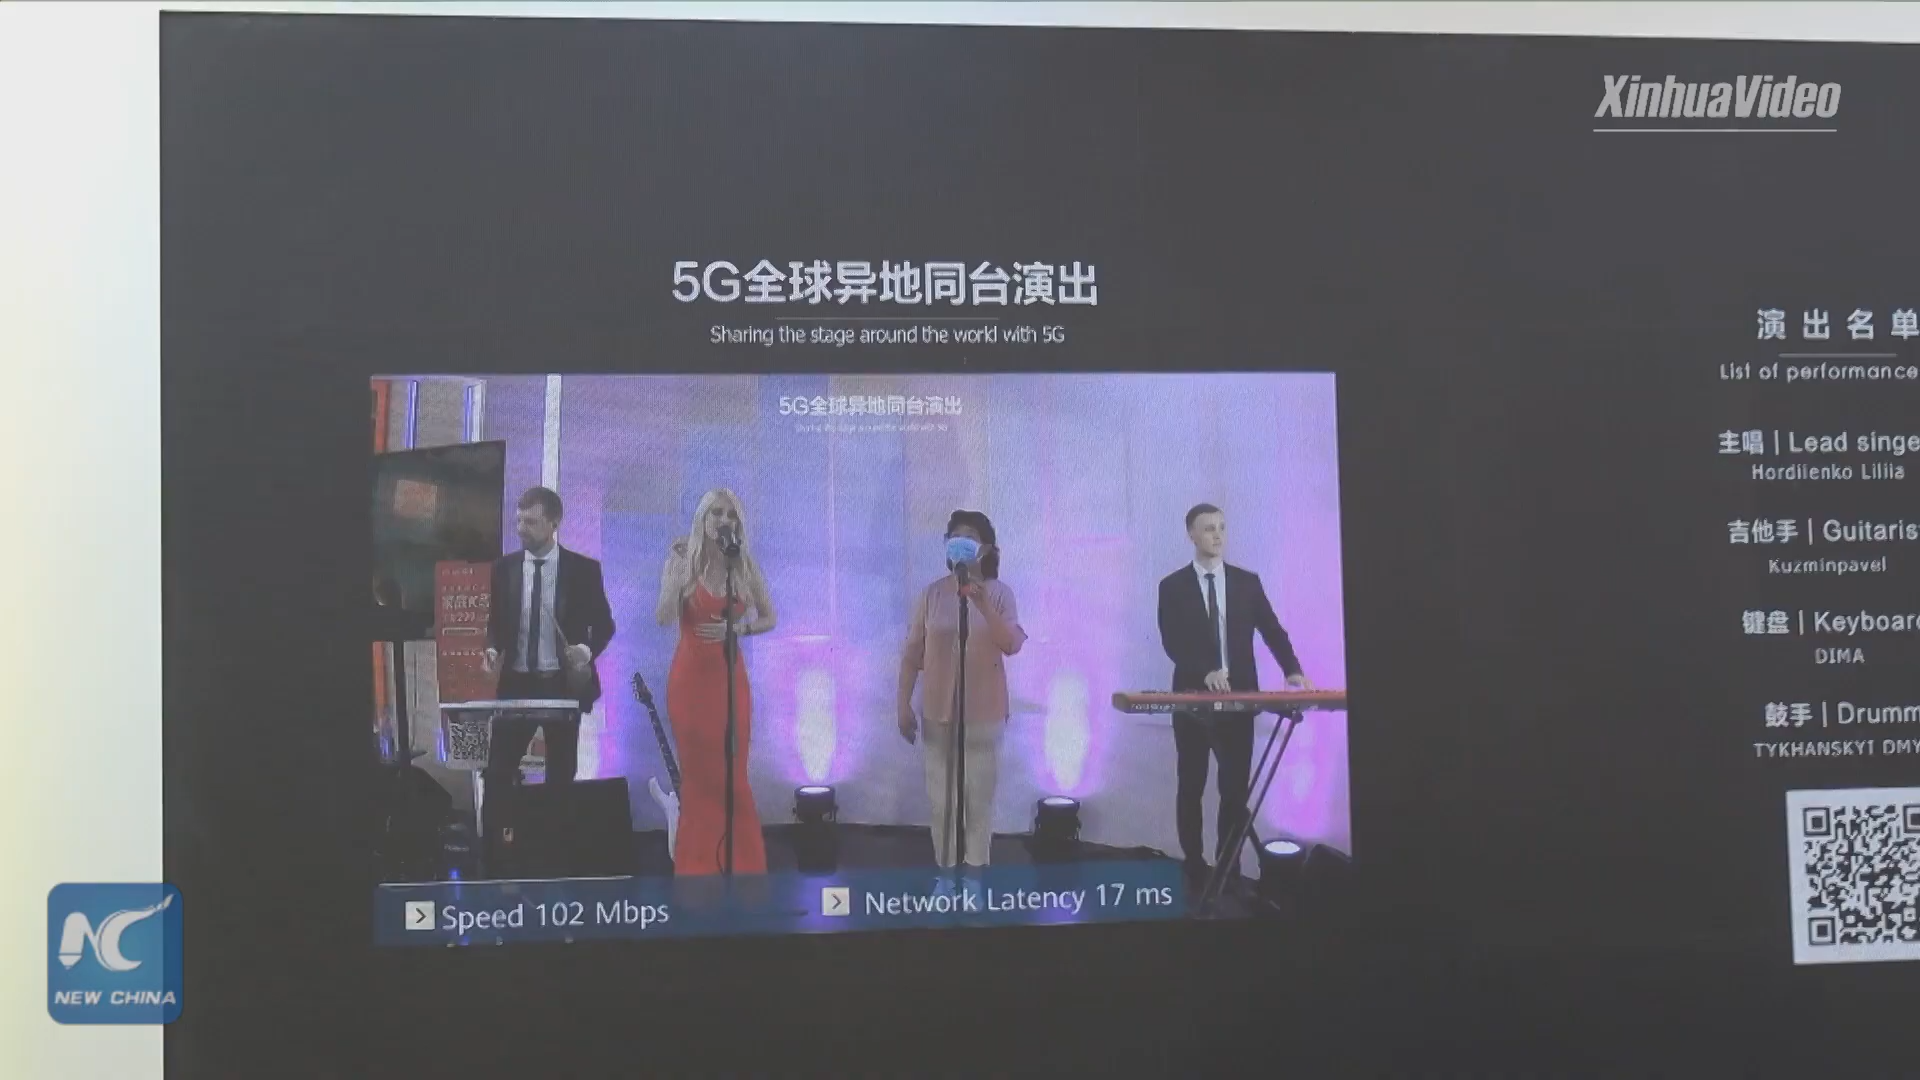 XinhuaVideo
5G全球异地同台演出
Sharing the stage around the world with 5G
5G全球异地同台演出
Speed 102 Mbps
Network Latency 17 ms
演出名单
List of performance
主唱 | Lead singe
Hordiienko Liliia
吉他手 | Guitaris
Kuzminpavel
键盘 | Keyboar
DIMA
鼓手 | Drumm
TYKHANSKYI DMY
NEW CHINA